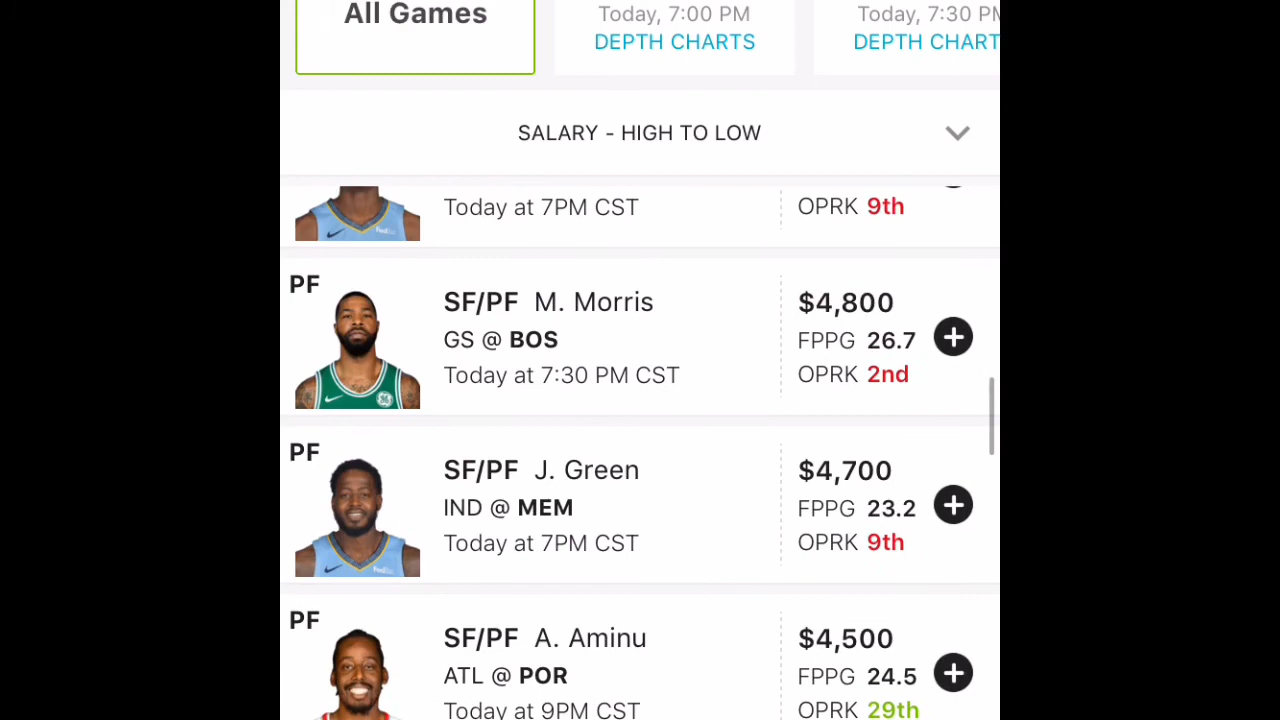 All Games
Today, 7:00 PM
DEPTH CHARTS
Today, 7:30 PM
DEPTH CHART
SALARY - HIGH TO LOW
Today at 7PM CST
OPRK 9th
FedEx
PF
SF/PF M. Morris
GS @ BOS
Today at 7:30 PM CST
$4,800
FPPG 26.7
OPRK 2nd
PF
SF/PF J. Green
IND @ MEM
Today at 7PM CST
$4,700
FPPG 23.2
OPRK 9th
FedEx
PF
SF/PF A. Aminu
ATL @ POR
Today at 9PM CST
$4,500
FPPG 24.5
OPRK 29th